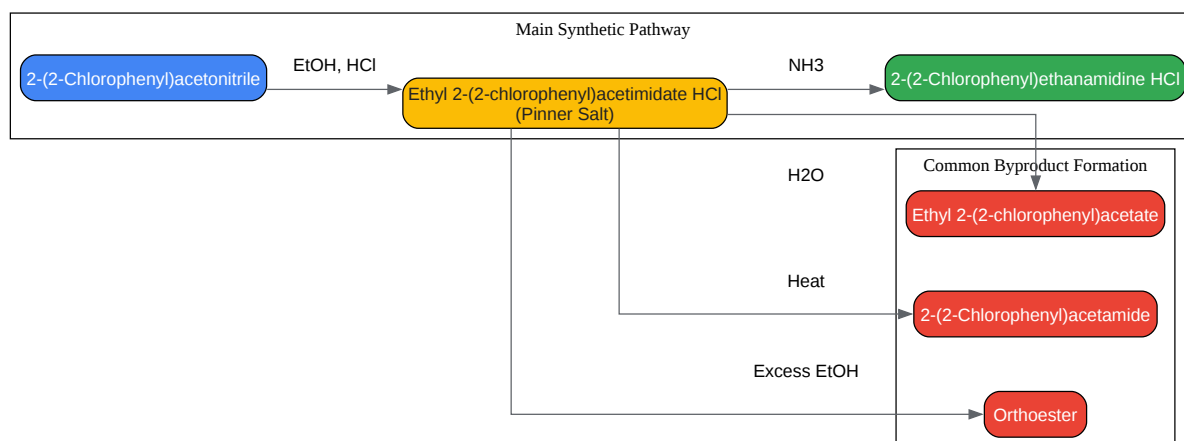 Main Synthetic Pathway
2-(2-Chlorophenyl)acetonitrile
EtOH, HCl
Ethyl 2-(2-chlorophenyl)acetimidate HCl
(Pinner Salt)
NH3
2-(2-Chlorophenyl)ethanamidine HCl
H2O
Common Byproduct Formation
Ethyl 2-(2-chlorophenyl)acetate
Heat
2-(2-Chlorophenyl)acetamide
Excess EtOH
Orthoester